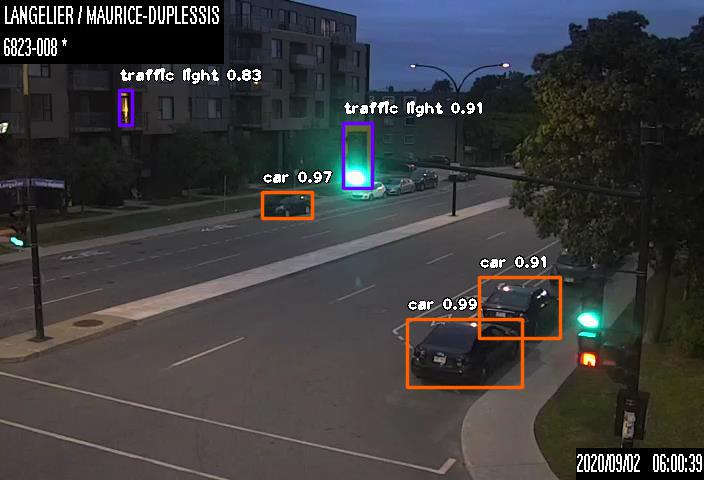 LANGELIER / MAURICE-DUPLESSIS
6823-008 *
traffic light 0.83
traffic light 0.91
car 0.97
car 0.91
car 0.99
Langelier
2020/09/02 06:00:39